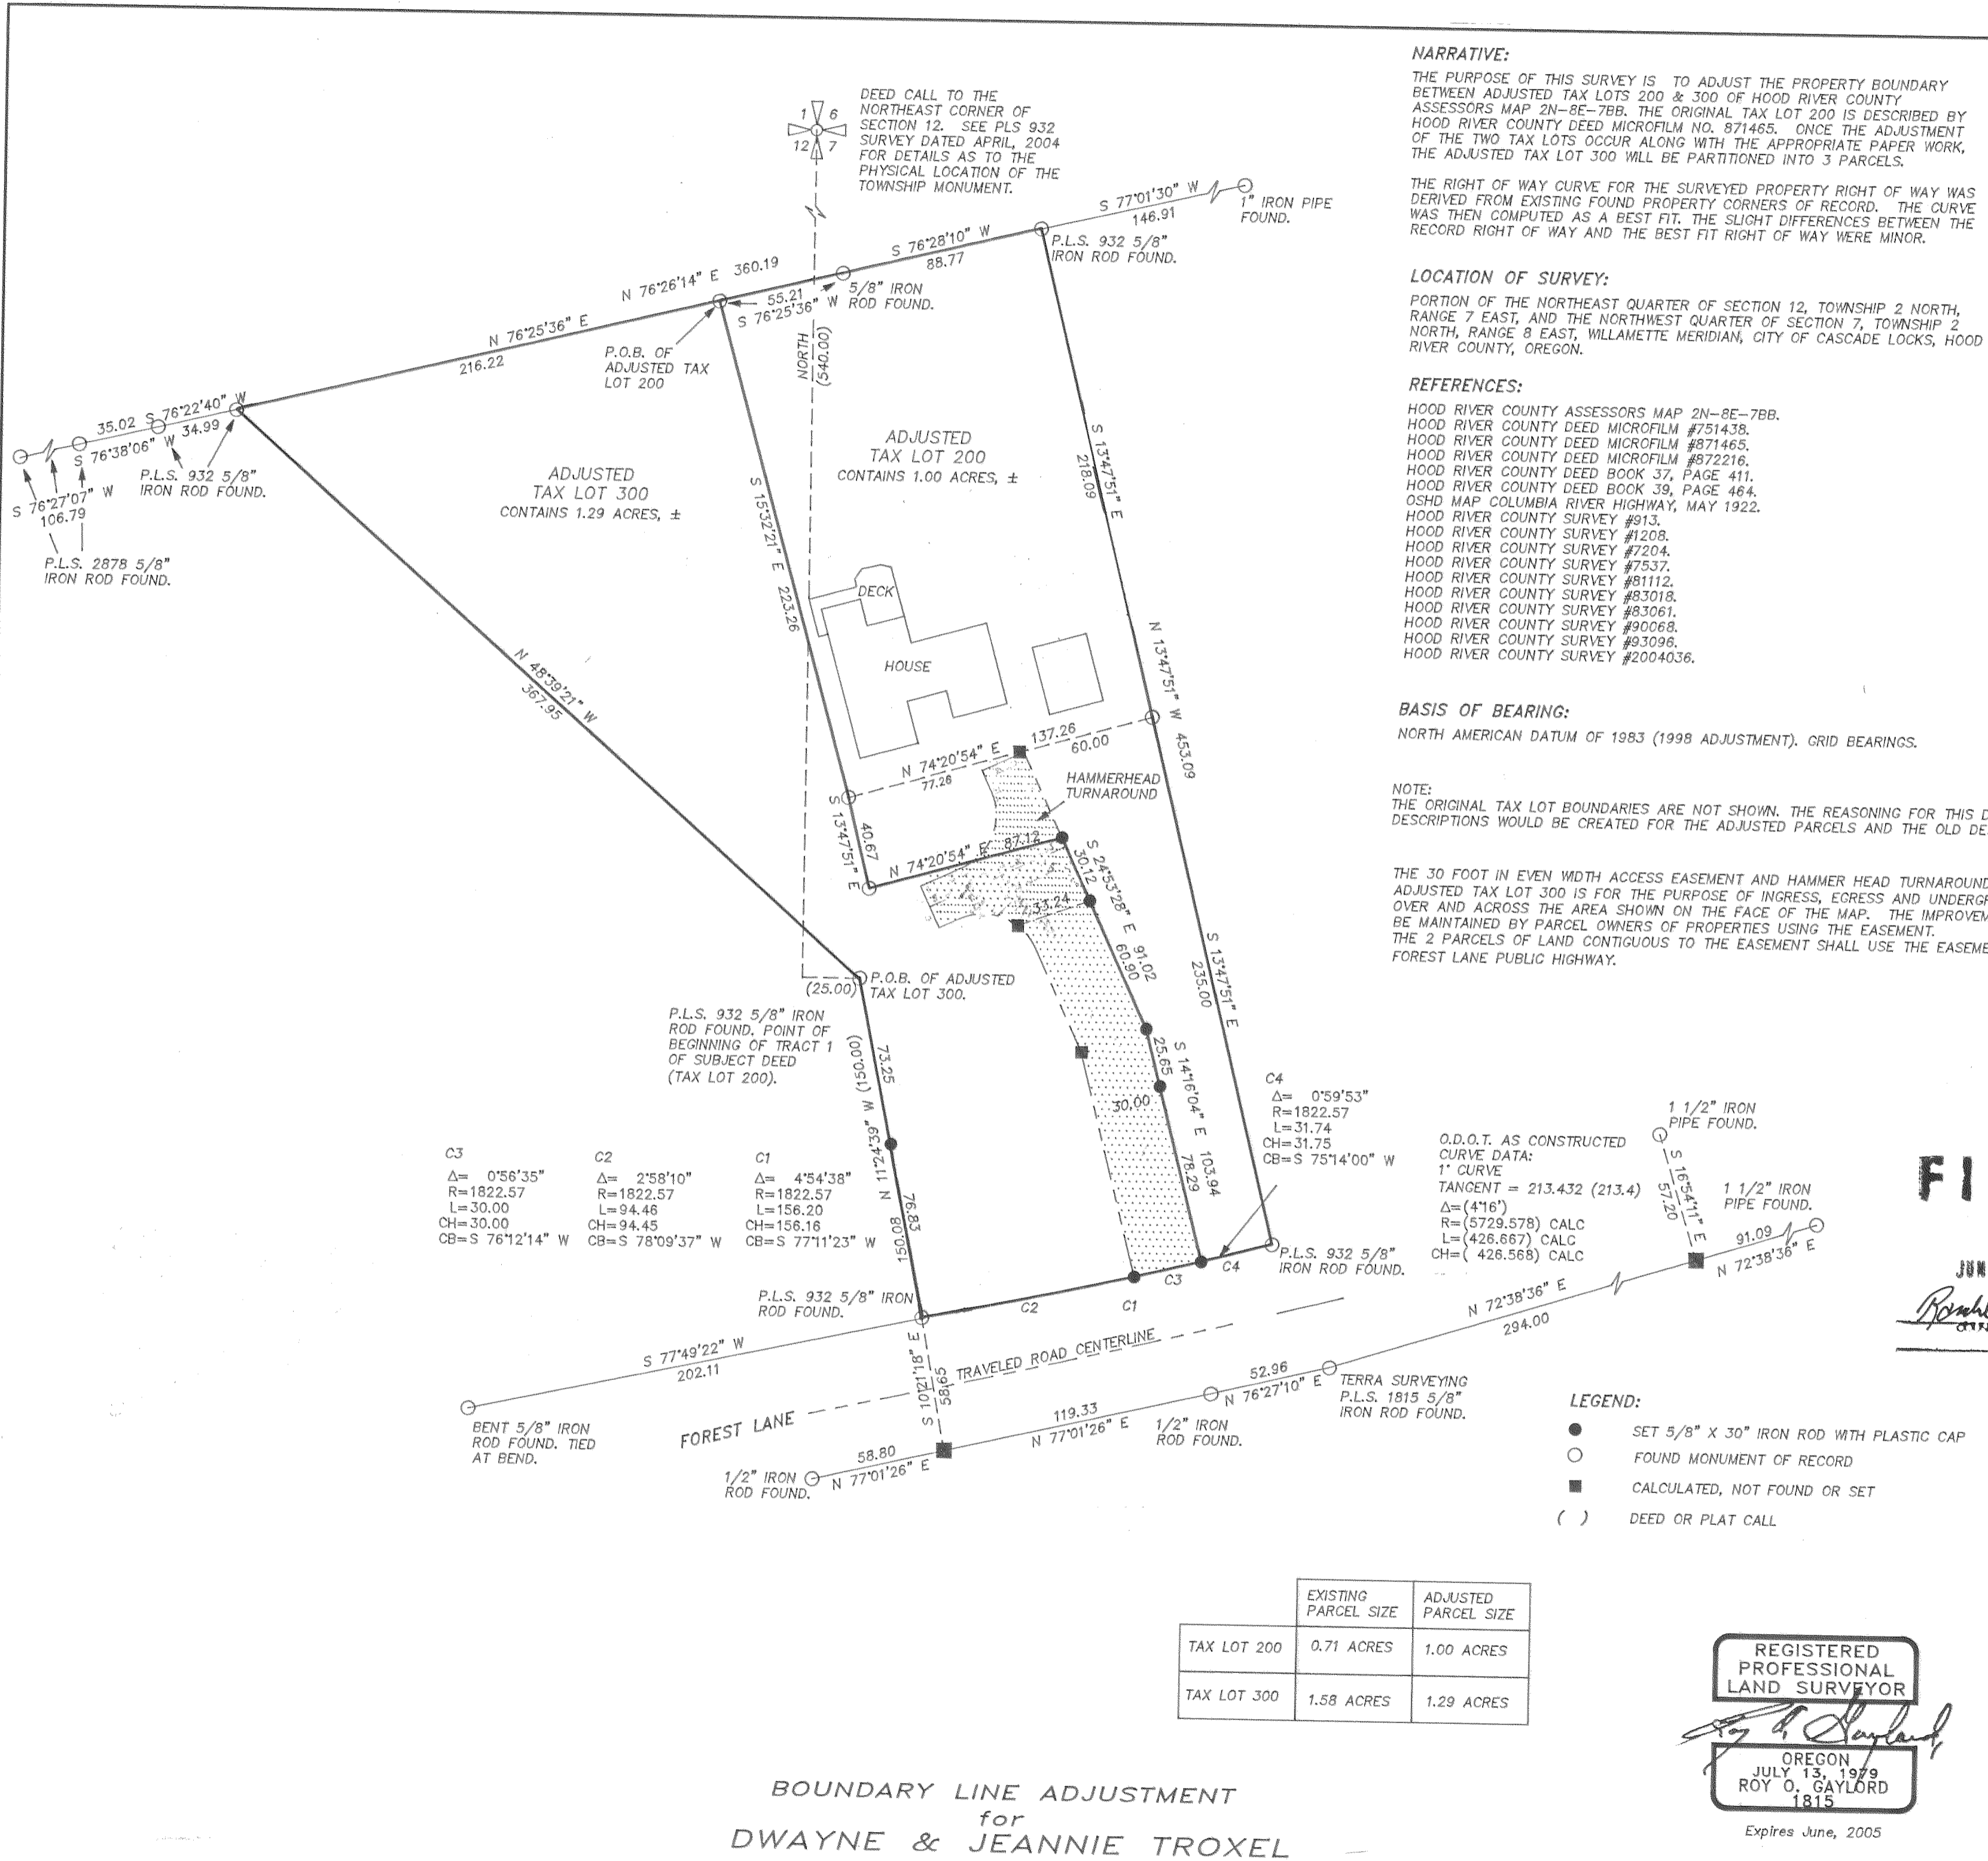 NARRATIVE:
THE PURPOSE OF THIS SURVEY IS TO ADJUST THE PROPERTY BOUNDARY
BETWEEN ADJUSTED TAX LOTS 200 & 300 OF HOOD RIVER COUNTY
ASSESSORS MAP 2N-8E-7BB. THE ORIGINAL TAX LOT 200 IS DESCRIBED BY
HOOD RIVER COUNTY DEED MICROFILM NO. 871465. ONCE THE ADJUSTMENT
OF THE TWO TAX LOTS OCCUR ALONG WITH THE APPROPRIATE PAPER WORK,
THE ADJUSTED TAX LOT 300 WILL BE PARTITIONED INTO 3 PARCELS.
THE RIGHT OF WAY CURVE FOR THE SURVEYED PROPERTY RIGHT OF WAY WAS
DERIVED FROM EXISTING FOUND PROPERTY CORNERS OF RECORD. THE CURVE
WAS THEN COMPUTED AS A BEST FIT. THE SLIGHT DIFFERENCES BETWEEN THE
RECORD RIGHT OF WAY AND THE BEST FIT RIGHT OF WAY WERE MINOR.
LOCATION OF SURVEY:
PORTION OF THE NORTHEAST QUARTER OF SECTION 12, TOWNSHIP 2 NORTH,
RANGE 7 EAST, AND THE NORTHWEST QUARTER OF SECTION 7, TOWNSHIP 2
NORTH, RANGE 8 EAST, WILLAMETTE MERIDIAN, CITY OF CASCADE LOCKS, HOOD
RIVER COUNTY, OREGON.
REFERENCES:
HOOD RIVER COUNTY ASSESSORS MAP 2N-8E-7BB.
HOOD RIVER COUNTY DEED MICROFILM #751438.
HOOD RIVER COUNTY DEED MICROFILM #871465.
HOOD RIVER COUNTY DEED MICROFILM #872216.
HOOD RIVER COUNTY DEED BOOK 37, PAGE 411.
HOOD RIVER COUNTY DEED BOOK 39, PAGE 464.
OSHD MAP COLUMBIA RIVER HIGHWAY, MAY 1922.
HOOD RIVER COUNTY SURVEY #913.
HOOD RIVER COUNTY SURVEY #1208.
HOOD RIVER COUNTY SURVEY #7204.
HOOD RIVER COUNTY SURVEY #7537.
HOOD RIVER COUNTY SURVEY #81112.
HOOD RIVER COUNTY SURVEY #83018.
HOOD RIVER COUNTY SURVEY #83061.
HOOD RIVER COUNTY SURVEY #90068.
HOOD RIVER COUNTY SURVEY #93096.
HOOD RIVER COUNTY SURVEY #2004036.
BASIS OF BEARING:
NORTH AMERICAN DATUM OF 1983 (1998 ADJUSTMENT). GRID BEARINGS.
NOTE:
THE ORIGINAL TAX LOT BOUNDARIES ARE NOT SHOWN. THE REASONING FOR THIS D
DESCRIPTIONS WOULD BE CREATED FOR THE ADJUSTED PARCELS AND THE OLD DE
THE 30 FOOT IN EVEN WIDTH ACCESS EASEMENT AND HAMMER HEAD TURNAROUND
ADJUSTED TAX LOT 300 IS FOR THE PURPOSE OF INGRESS, EGRESS AND UNDERG
OVER AND ACROSS THE AREA SHOWN ON THE FACE OF THE MAP. THE IMPROVEM
BE MAINTAINED BY PARCEL OWNERS OF PROPERTIES USING THE EASEMENT.
THE 2 PARCELS OF LAND CONTIGUOUS TO THE EASEMENT SHALL USE THE EASEME
FOREST LANE PUBLIC HIGHWAY.
1 6
12 7
DEED CALL TO THE
NORTHEAST CORNER OF
SECTION 12. SEE PLS 932
SURVEY DATED APRIL, 2004
FOR DETAILS AS TO THE
PHYSICAL LOCATION OF THE
TOWNSHIP MONUMENT.
S 77°01'30" W
146.91
1" IRON PIPE
FOUND.
P.L.S. 932 5/8"
IRON ROD FOUND.
S 76°28'10" W
88.77
N 76°26'14" E 360.19
55.21
S 76°25'36" W
5/8" IRON
ROD FOUND.
N 76°25'36" E
216.22
P.O.B. OF
ADJUSTED TAX
LOT 200
NORTH
(540.00)
35.02
S 76°22'40" W
34.99
S 76°38'06" W
S 76°27'07" W
106.79
P.L.S. 932 5/8"
IRON ROD FOUND.
P.L.S. 2878 5/8"
IRON ROD FOUND.
ADJUSTED
TAX LOT 300
CONTAINS 1.29 ACRES, ±
ADJUSTED
TAX LOT 200
CONTAINS 1.00 ACRES, ±
S 13°47'51" E
218.09
S 15°32'21" E 223.26
DECK
HOUSE
N 48°39'21" W
367.95
N 13°47'51" W 453.09
137.26
60.00
N 74°20'54" E
77.26
HAMMERHEAD
TURNAROUND
S 13°47'51" E
40.67
N 74°20'54" E 87.12
30.12
S 24°53'28" E 91.02
60.90
33.24
S 13°47'51" E
235.00
P.O.B. OF ADJUSTED
TAX LOT 300.
(25.00)
P.L.S. 932 5/8" IRON
ROD FOUND. POINT OF
BEGINNING OF TRACT 1
OF SUBJECT DEED
(TAX LOT 200).
73.25
N 11°24'39" W (150.00)
76.83
150.08
25.65
S 14°16'04" E 103.94
30.00
78.29
C4
Δ= 0°59'53"
R=1822.57
L=31.74
CH=31.75
CB=S 75°14'00" W
C3
Δ= 0°56'35"
R=1822.57
L=30.00
CH=30.00
CB=S 76°12'14" W
C2
Δ= 2°58'10"
R=1822.57
L=94.46
CH=94.45
CB=S 78°09'37" W
C1
Δ= 4°54'38"
R=1822.57
L=156.20
CH=156.16
CB=S 77°11'23" W
O.D.O.T. AS CONSTRUCTED
CURVE DATA:
1° CURVE
TANGENT = 213.432 (213.4)
Δ=(4°16')
R=(5729.578) CALC
L=(426.667) CALC
CH=( 426.568) CALC
1 1/2" IRON
PIPE FOUND.
S 16°54'11" E
57.20
1 1/2" IRON
PIPE FOUND.
91.09
N 72°38'36" E
FI
JUN
P.L.S. 932 5/8" IRON
ROD FOUND.
P.L.S. 932 5/8"
IRON ROD FOUND.
C2
C1
C3
C4
S 77°49'22" W
202.11
S 10°21'18" E
58.65
TRAVELED ROAD CENTERLINE
FOREST LANE
N 72°38'36" E
294.00
52.96
N 76°27'10" E
119.33
N 77°01'26" E
58.80
N 77°01'26" E
BENT 5/8" IRON
ROD FOUND. TIED
AT BEND.
1/2" IRON
ROD FOUND.
1/2" IRON
ROD FOUND.
TERRA SURVEYING
P.L.S. 1815 5/8"
IRON ROD FOUND.
LEGEND:
SET 5/8" X 30" IRON ROD WITH PLASTIC CAP
FOUND MONUMENT OF RECORD
CALCULATED, NOT FOUND OR SET
( ) DEED OR PLAT CALL
EXISTING PARCEL SIZE ADJUSTED PARCEL SIZE
TAX LOT 200 0.71 ACRES 1.00 ACRES
TAX LOT 300 1.58 ACRES 1.29 ACRES
REGISTERED
PROFESSIONAL
LAND SURVEYOR
OREGON
JULY 13, 1979
ROY O. GAYLORD
1815
Expires June, 2005
BOUNDARY LINE ADJUSTMENT
for
DWAYNE & JEANNIE TROXEL